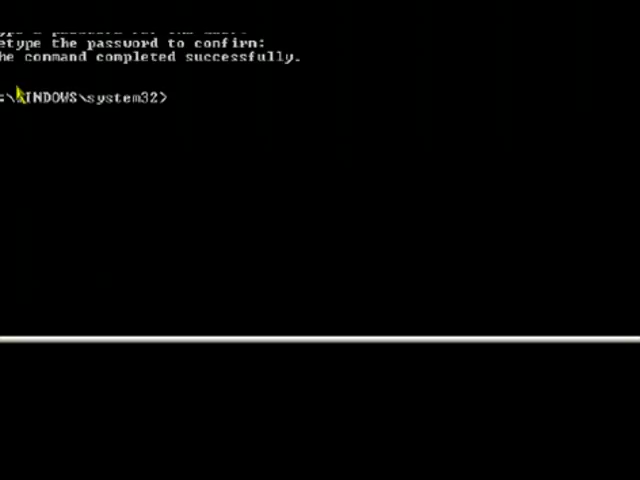 etype the password to confirm:
he command completed successfully.
:\WINDOWS\system32>